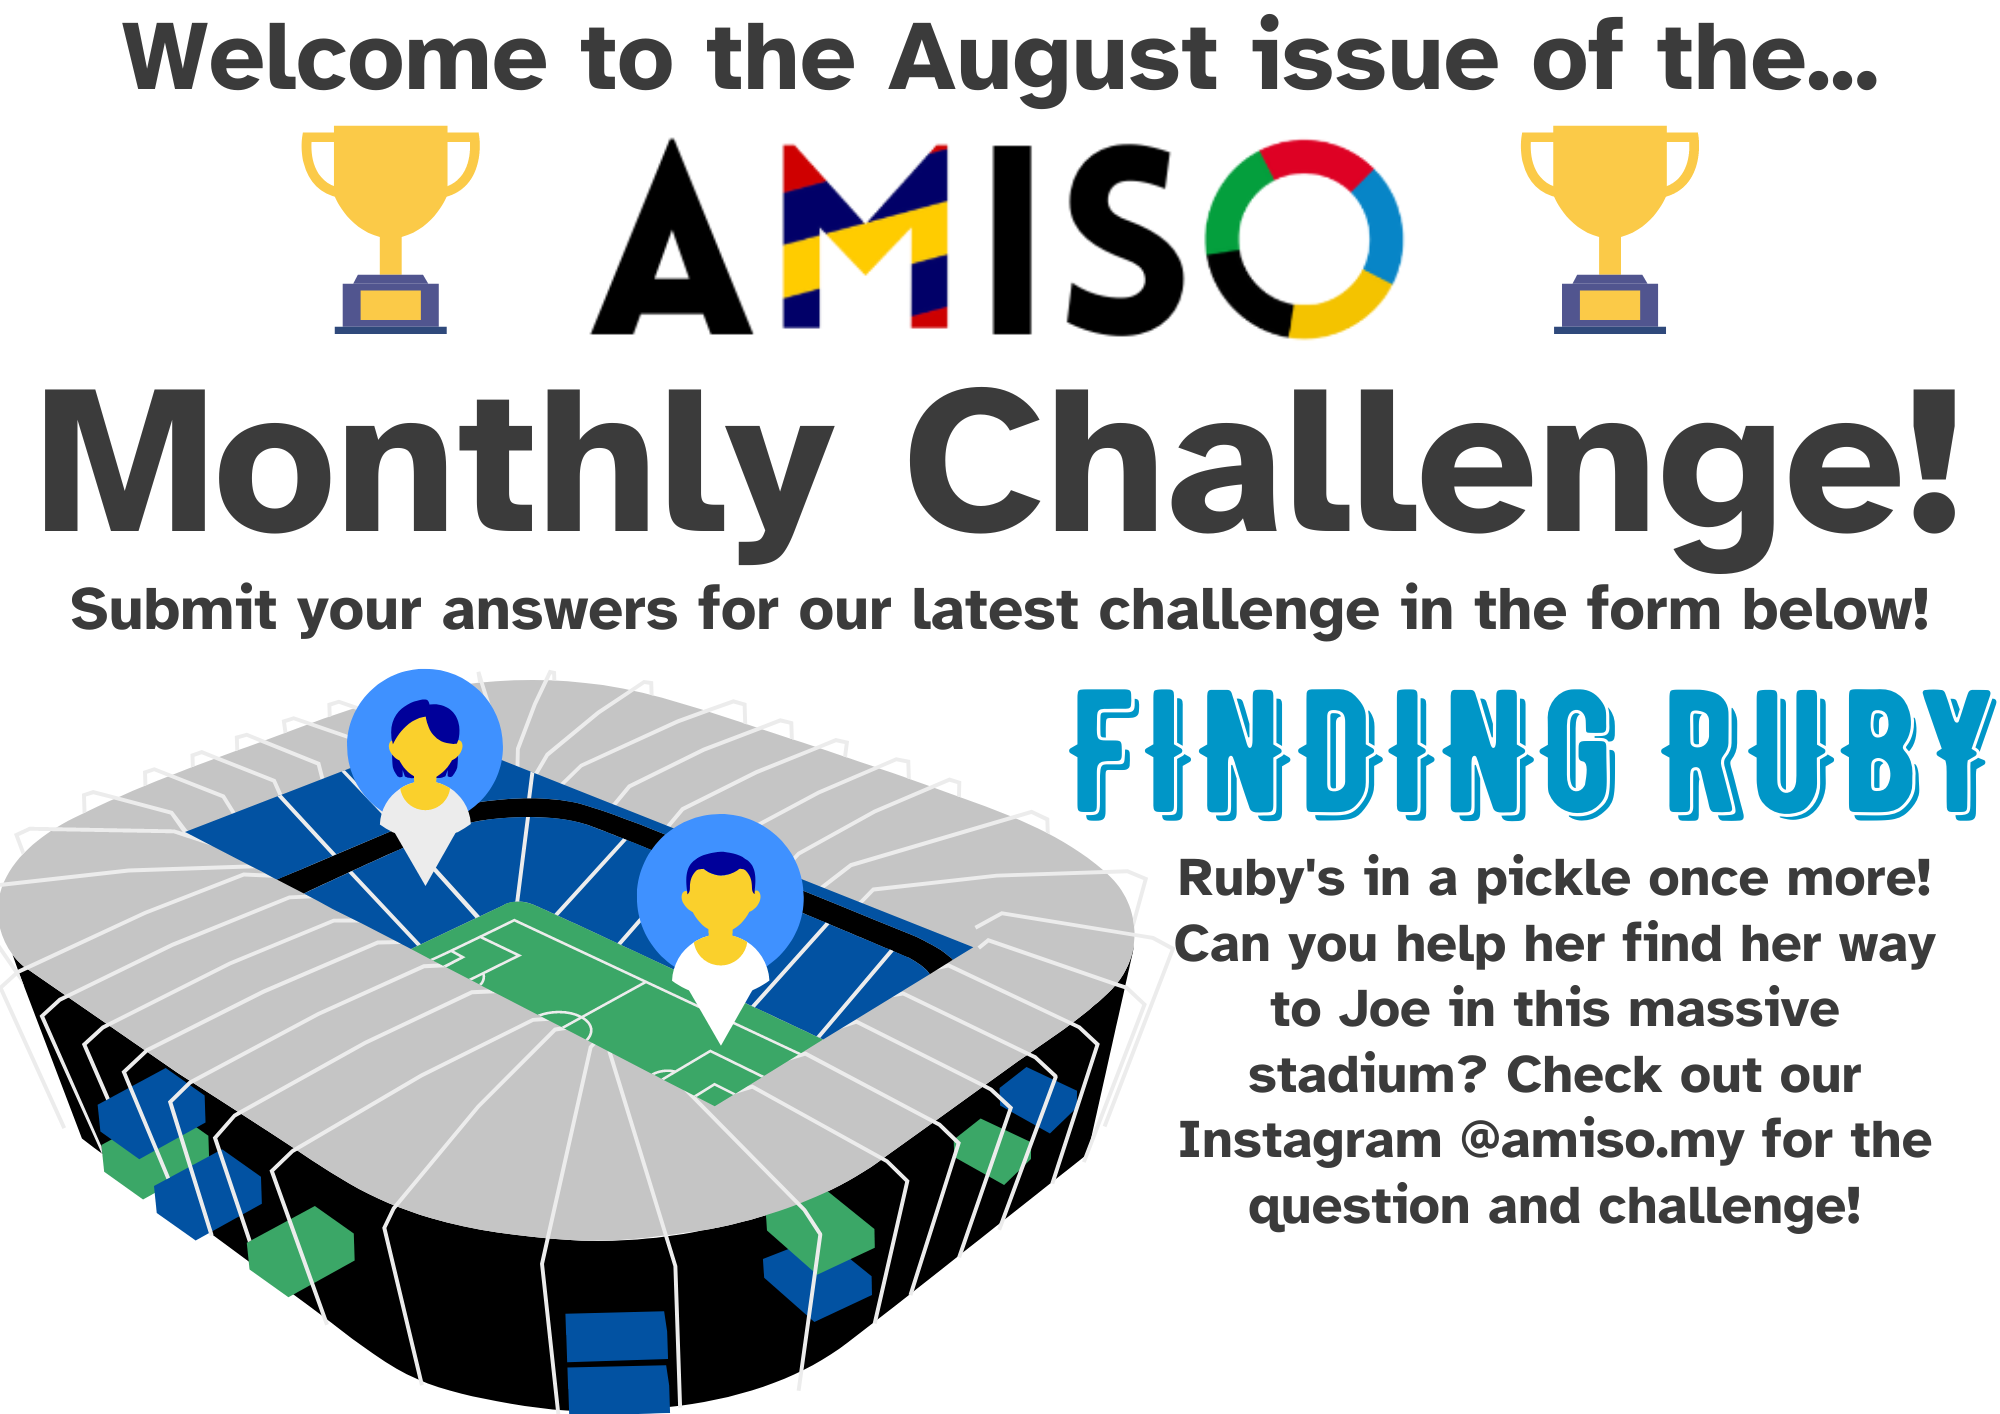 Welcome to the August issue of the...
AMISO
Monthly Challenge!
Submit your answers for our latest challenge in the form below!
FINDING RUBY
Ruby's in a pickle once more!
Can you help her find her way
to Joe in this massive
stadium? Check out our
Instagram @amiso.my for the
question and challenge!